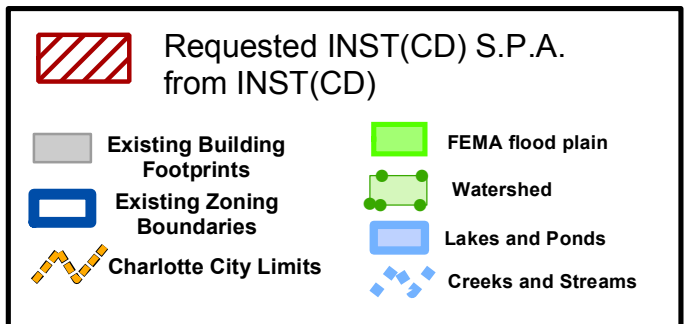 Requested INST(CD) S.P.A.
from INST(CD)
Existing Building
Footprints
Existing Zoning
Boundaries
Charlotte City Limits
FEMA flood plain
Watershed
Lakes and Ponds
Creeks and Streams